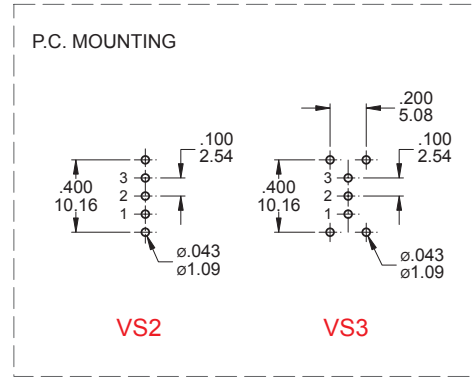 P.C. MOUNTING
.200
5.08
.100
2.54
.100
2.54
3
2
1
.400
10.16
3
2
1
.400
10.16
ø.043
ø1.09
ø.043
ø1.09
VS2
VS3